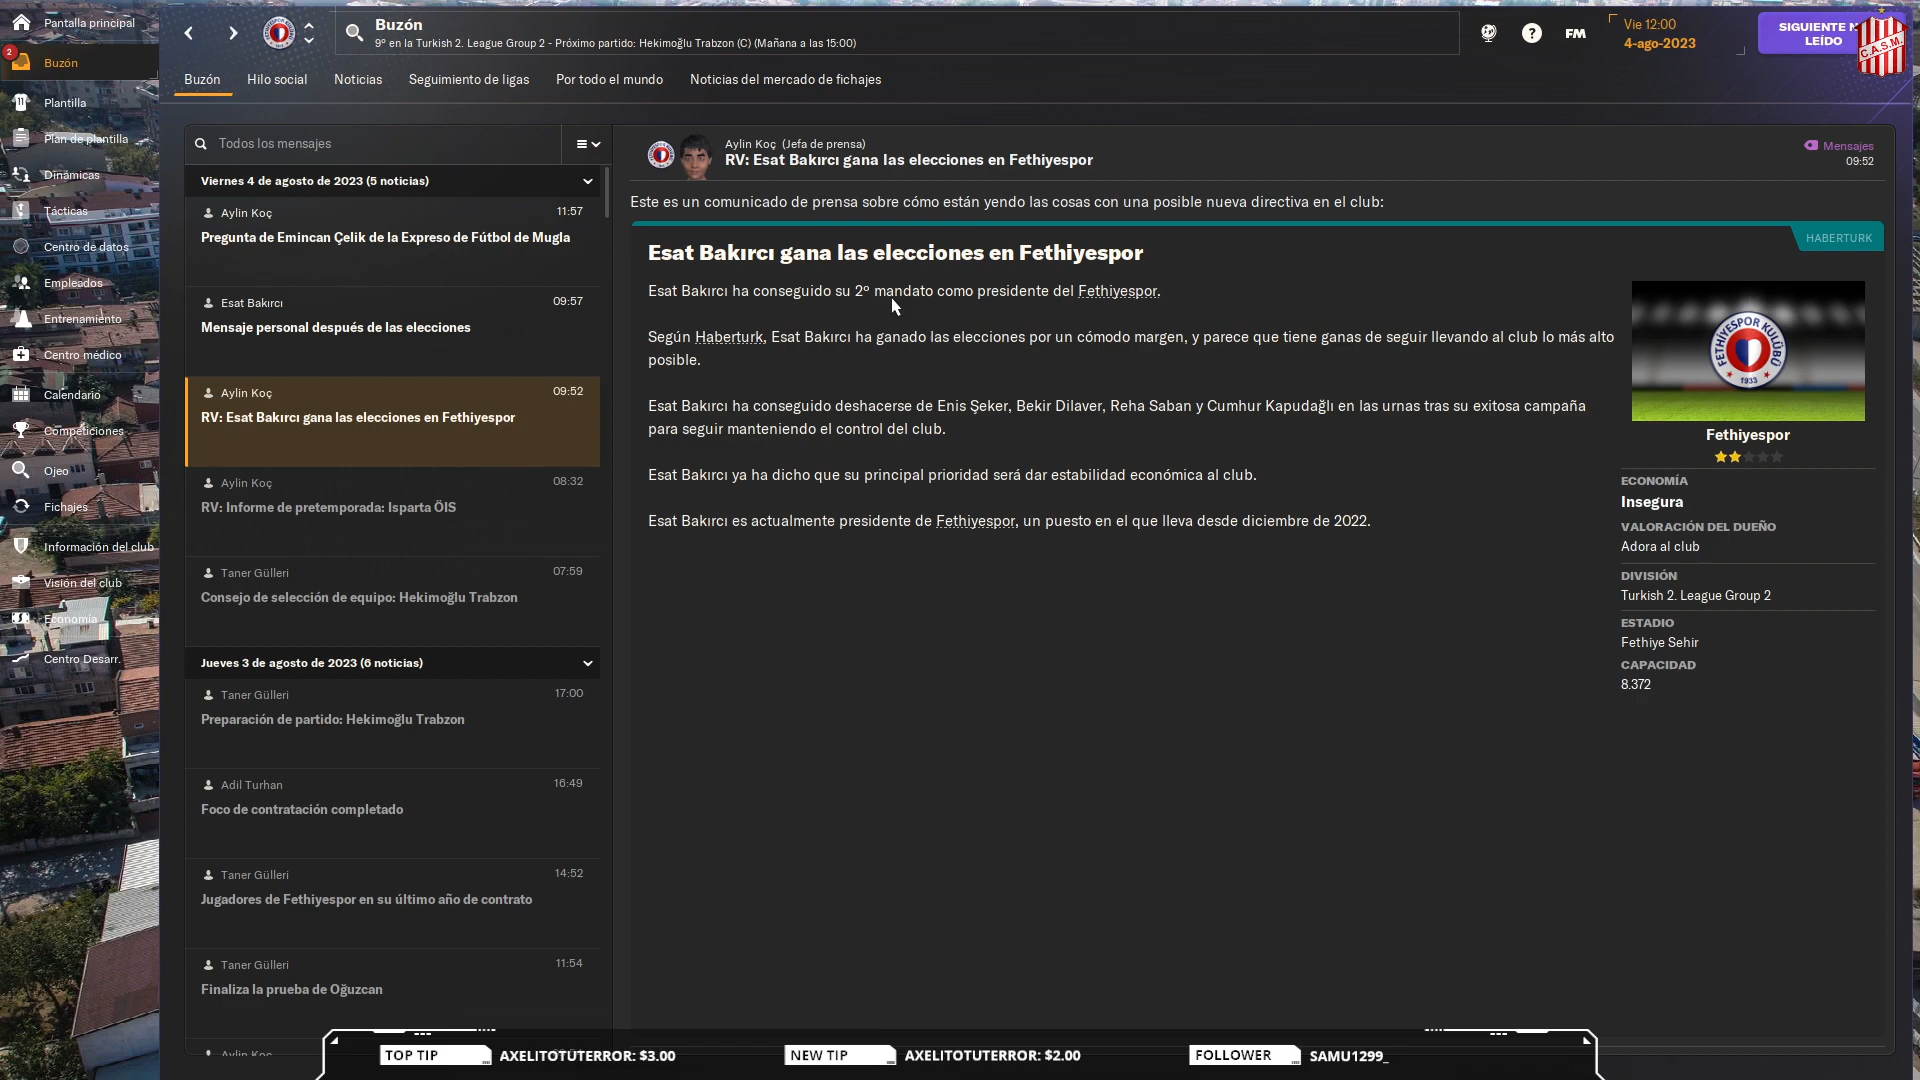 Pantalla principal
2
Buzón
Plantilla
Plan de plantilla
Dinámicas
Tácticas
Centro de datos
Empleados
Entrenamiento
Centro médico
Calendario
Competiciones
Ojeo
Fichajes
Información del club
Visión del club
Economía
Centro Desarr.
Buzón
9º en la Turkish 2. League Group 2 - Próximo partido: Hekimoğlu Trabzon (C) (Mañana a las 15:00)
?
FM
Vie 12:00
4-ago-2023
SIGUIENTE N
LEÍDO
C.A.S.M.
Buzón
Hilo social
Noticias
Seguimiento de ligas
Por todo el mundo
Noticias del mercado de fichajes
Todos los mensajes
Viernes 4 de agosto de 2023 (5 noticias)
Aylin Koç 11:57
Pregunta de Emincan Çelik de la Expreso de Fútbol de Mugla
Esat Bakırcı 09:57
Mensaje personal después de las elecciones
Aylin Koç 09:52
RV: Esat Bakırcı gana las elecciones en Fethiyespor
Aylin Koç 08:32
RV: Informe de pretemporada: Isparta ÖIS
Taner Gülleri 07:59
Consejo de selección de equipo: Hekimoğlu Trabzon
Jueves 3 de agosto de 2023 (6 noticias)
Taner Gülleri 17:00
Preparación de partido: Hekimoğlu Trabzon
Adil Turhan 16:49
Foco de contratación completado
Taner Gülleri 14:52
Jugadores de Fethiyespor en su último año de contrato
Taner Gülleri 11:54
Finaliza la prueba de Oğuzcan
Aylin Koç
Aylin Koç (Jefa de prensa)
RV: Esat Bakırcı gana las elecciones en Fethiyespor
Mensajes
09:52
Este es un comunicado de prensa sobre cómo están yendo las cosas con una posible nueva directiva en el club:
HABERTURK
Esat Bakırcı gana las elecciones en Fethiyespor
Esat Bakırcı ha conseguido su 2º mandato como presidente del Fethiyespor.
Según Haberturk, Esat Bakırcı ha ganado las elecciones por un cómodo margen, y parece que tiene ganas de seguir llevando al club lo más alto
posible.
Esat Bakırcı ha conseguido deshacerse de Enis Şeker, Bekir Dilaver, Reha Saban y Cumhur Kapudağlı en las urnas tras su exitosa campaña
para seguir manteniendo el control del club.
Esat Bakırcı ya ha dicho que su principal prioridad será dar estabilidad económica al club.
Esat Bakırcı es actualmente presidente de Fethiyespor, un puesto en el que lleva desde diciembre de 2022.
FETHİYESPOR KULÜBÜ
1933
Fethiyespor
ECONOMÍA
Insegura
VALORACIÓN DEL DUEÑO
Adora al club
DIVISIÓN
Turkish 2. League Group 2
ESTADIO
Fethiye Sehir
CAPACIDAD
8.372
TOP TIP AXELITOTUTERROR: $3.00
NEW TIP AXELITOTUTERROR: $2.00
FOLLOWER SAMU1299_